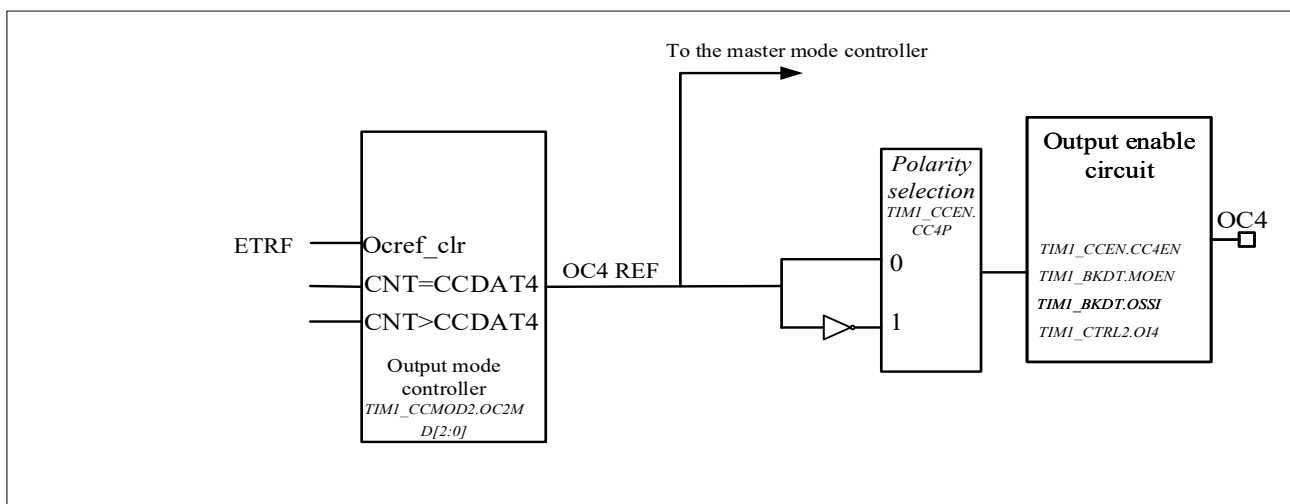 To the master mode controller
ETRF
Ocref_clr
CNT=CCDAT4
CNT>CCDAT4
Output mode
controller
TIM1_CCMOD2.OC2M
D[2:0]
OC4 REF
Polarity
selection
TIM1_CCEN.
CC4P
0
1
Output enable
circuit
TIM1_CCEN.CC4EN
TIM1_BKDT.MOEN
TIM1_BKDT.OSSI
TIM1_CTRL2.OI4
OC4